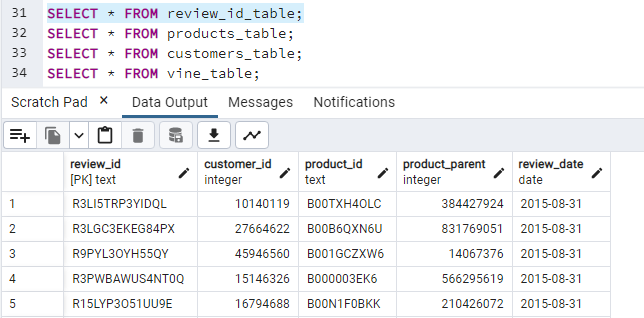 31 SELECT * FROM review_id_table;
32 SELECT * FROM products_table;
33 SELECT * FROM customers_table;
34 SELECT * FROM vine_table;
Scratch Pad × Data Output Messages Notifications
review_id customer_id product_id product_parent review_date
[PK] text integer text integer date
1 R3LI5TRP3YIDQL 10140119 B00TXH4OLC 384427924 2015-08-31
2 R3LGC3EKEG84PX 27664622 B00B6QXN6U 831769051 2015-08-31
3 R9PYL3OYH55QY 45946560 B001GCZXW6 14067376 2015-08-31
4 R3PWBAWUS4NT0Q 15146326 B000003EK6 566295619 2015-08-31
5 R15LYP3O51UU9E 16794688 B00N1F0BKK 210426072 2015-08-31